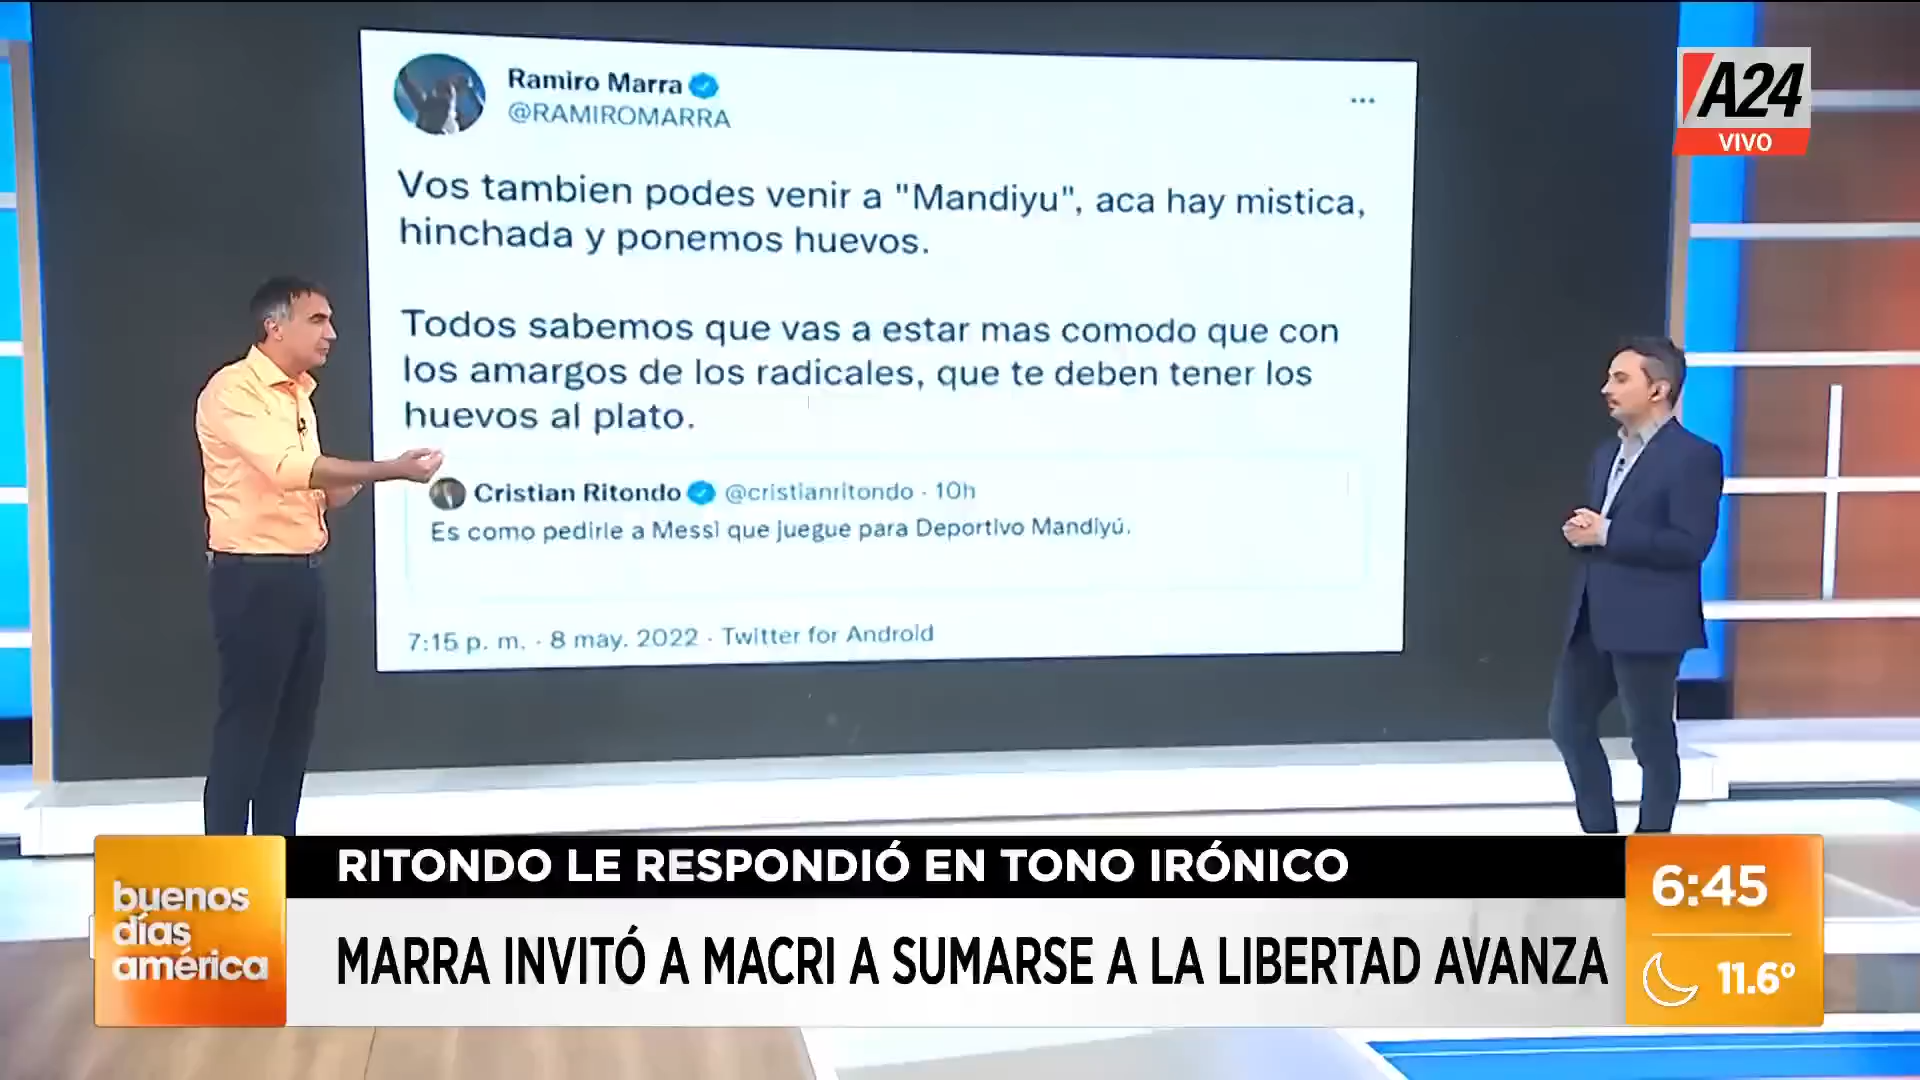 Ramiro Marra
@RAMIROMARRA
Vos tambien podes venir a "Mandiyu", aca hay mistica,
hinchada y ponemos huevos.
Todos sabemos que vas a estar mas comodo que con
los amargos de los radicales, que te deben tener los
huevos al plato.
Cristian Ritondo @cristianritondo · 10h
Es como pedirle a Messi que juegue para Deportivo Mandiyú.
7:15 p. m. · 8 may. 2022 · Twitter for Android
A24
VIVO
RITONDO LE RESPONDIÓ EN TONO IRÓNICO
MARRA INVITÓ A MACRI A SUMARSE A LA LIBERTAD AVANZA
buenos
días
américa
6:45
11.6°